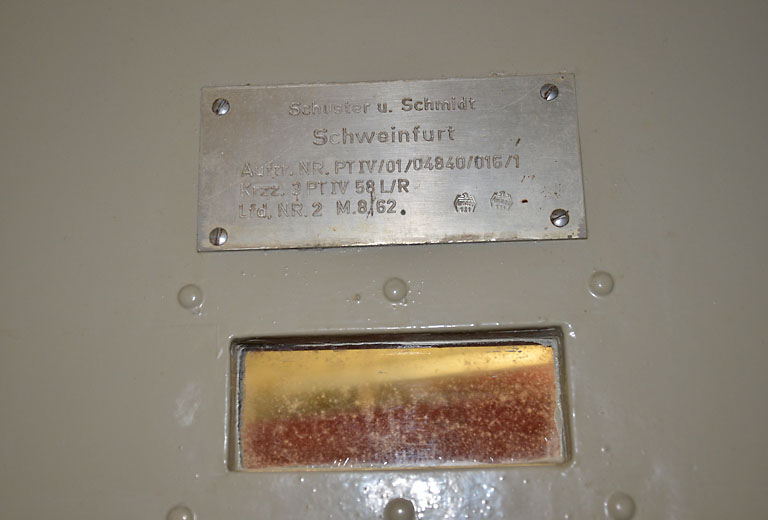 Schuster u. Schmidt
Schweinfurt
Auftr. NR. PT IV/01/04840/016/1
Krzz. 3 PT IV 58 L/R
Lfd, NR. 2 M.8/62.